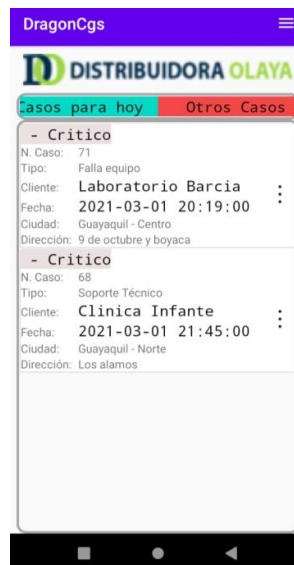 DragonCgs
DISTRIBUIDORA OLAYA
Casos para hoy Otros Casos
- Critico
N. Caso: 71
Tipo: Falla equipo
Cliente: Laboratorio Barcia
Fecha: 2021-03-01 20:19:00
Ciudad: Guayaquil - Centro
Dirección: 9 de octubre y boyaca
- Critico
N. Caso: 68
Tipo: Soporte Técnico
Cliente: Clinica Infante
Fecha: 2021-03-01 21:45:00
Ciudad: Guayaquil - Norte
Dirección: Los alamos